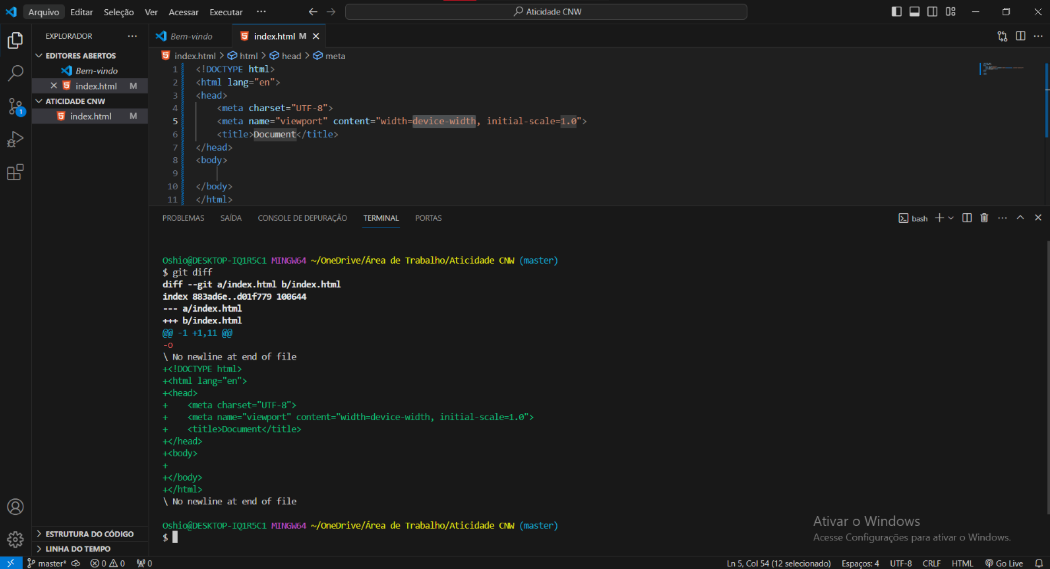 Arquivo Editar Seleção Ver Acessar Executar ··· Aticidade CNW
EXPLORADOR ···
EDITORES ABERTOS
Bem-vindo
index.html M
ATICIDADE CNW
index.html M
1
ESTRUTURA DO CÓDIGO
LINHA DO TEMPO
Bem-vindo index.html M
index.html > html > head > meta
1 <!DOCTYPE html>
2 <html lang="en">
3 <head>
4 <meta charset="UTF-8">
5 <meta name="viewport" content="width=device-width, initial-scale=1.0">
6 <title>Document</title>
7 </head>
8 <body>
9
10 </body>
11 </html>
PROBLEMAS SAÍDA CONSOLE DE DEPURAÇÃO TERMINAL PORTAS bash
Oshio@DESKTOP-IQ1R5C1 MINGW64 ~/OneDrive/Área de Trabalho/Aticidade CNW (master)
$ git diff
diff --git a/index.html b/index.html
index 883ad6e..d01f779 100644
--- a/index.html
+++ b/index.html
@@ -1 +1,11 @@
-o
\ No newline at end of file
+<!DOCTYPE html>
+<html lang="en">
+<head>
+    <meta charset="UTF-8">
+    <meta name="viewport" content="width=device-width, initial-scale=1.0">
+    <title>Document</title>
+</head>
+<body>
+
+</body>
+</html>
\ No newline at end of file
Oshio@DESKTOP-IQ1R5C1 MINGW64 ~/OneDrive/Área de Trabalho/Aticidade CNW (master)
$
Ativar o Windows
Acesse Configurações para ativar o Windows.
master* 0 0 0 Ln 5, Col 54 (12 selecionado) Espaços: 4 UTF-8 CRLF HTML Go Live